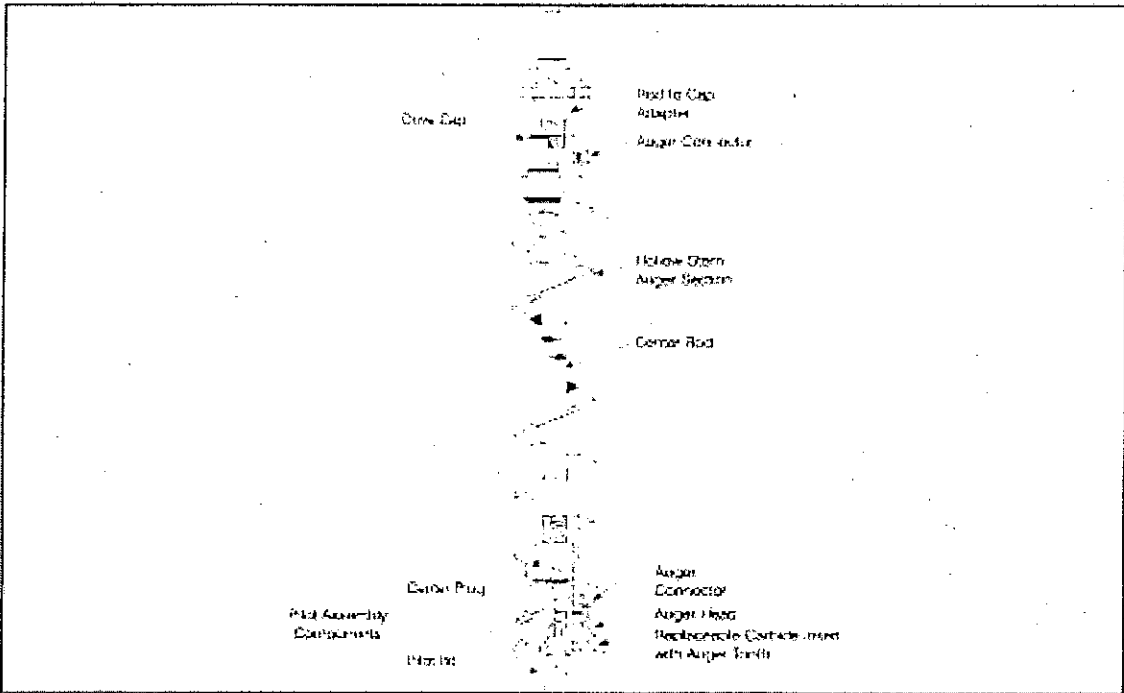 Drive Cap
Rod to Cap
Adapter
Auger Connector
Hollow Stem
Auger Section
Center Rod
Center Plug
Pilot Assembly
Components
Pilot Bit
Auger
Connector
Auger Head
Replaceable Carbide Insert
with Auger Tooth